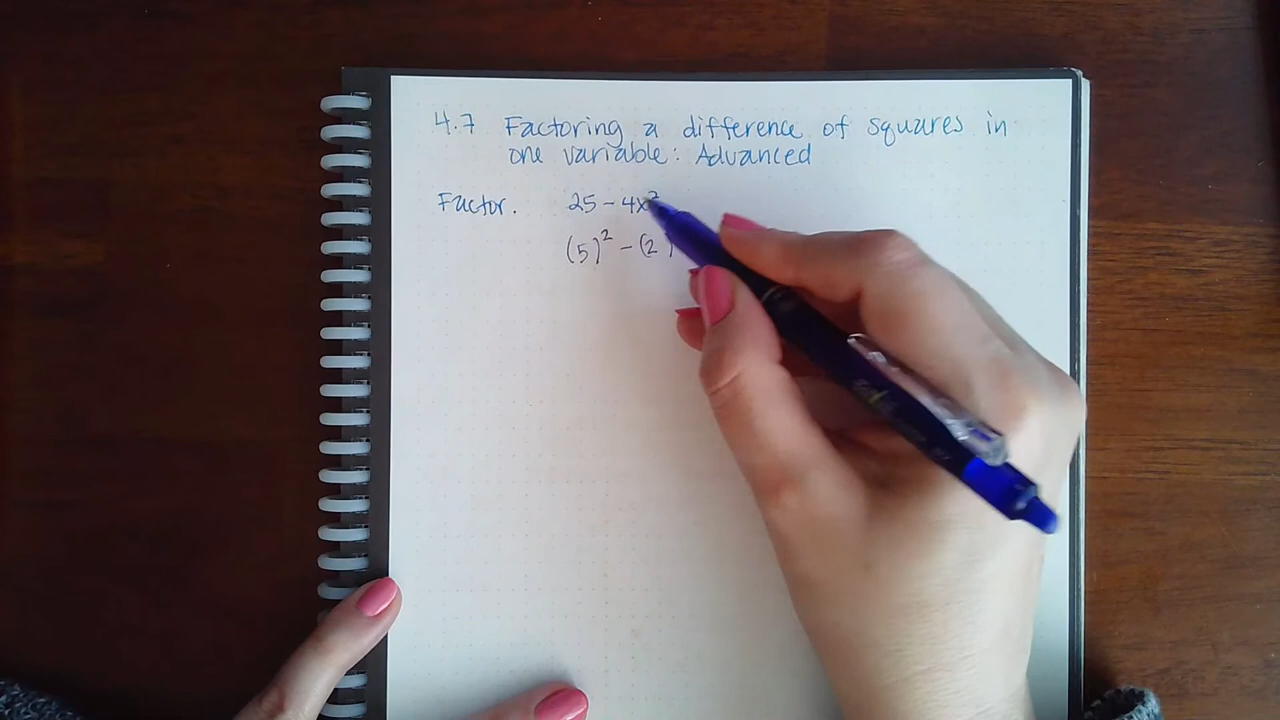 4.7 Factoring a difference of squares in
one variable: Advanced
Factor. 25 - 4x²
(5)² - (2 )